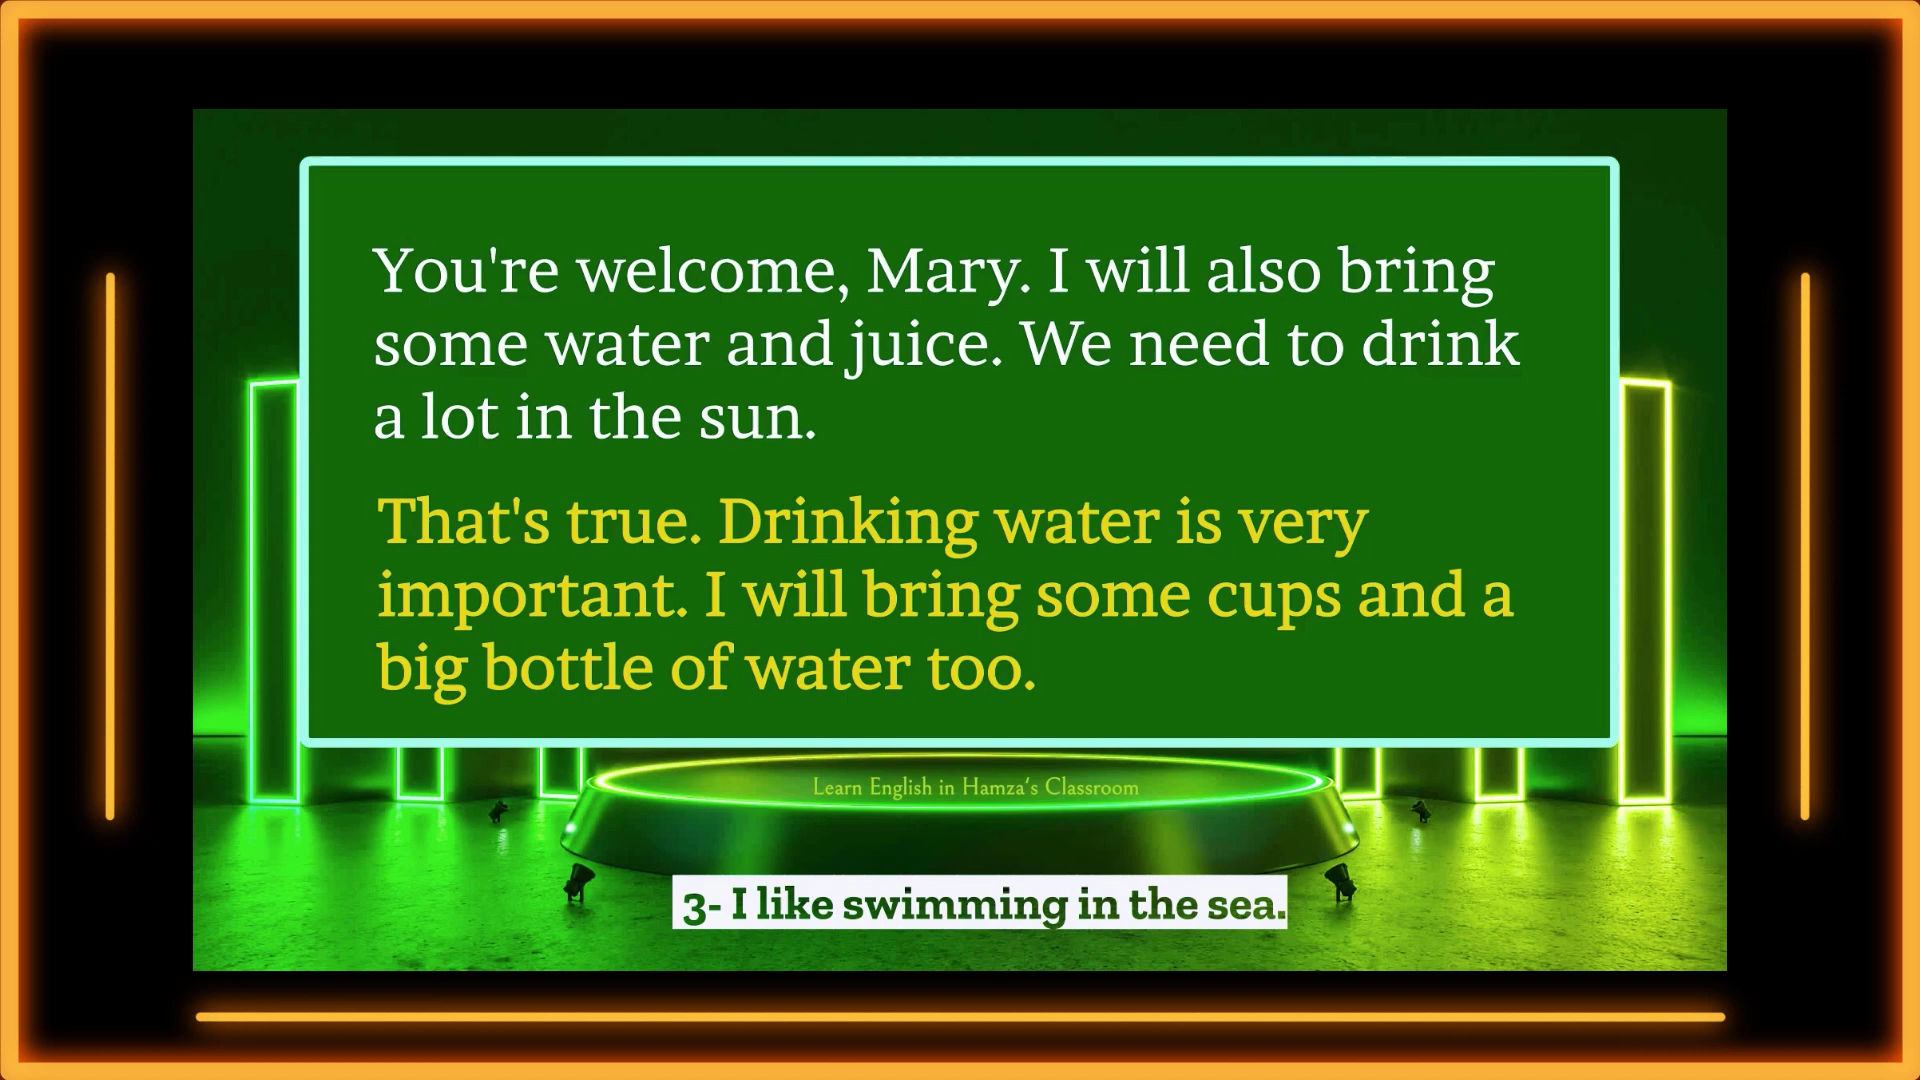 You're welcome, Mary. I will also bring
some water and juice. We need to drink
a lot in the sun.
That's true. Drinking water is very
important. I will bring some cups and a
big bottle of water too.
Learn English in Hamza's Classroom
3- I like swimming in the sea.